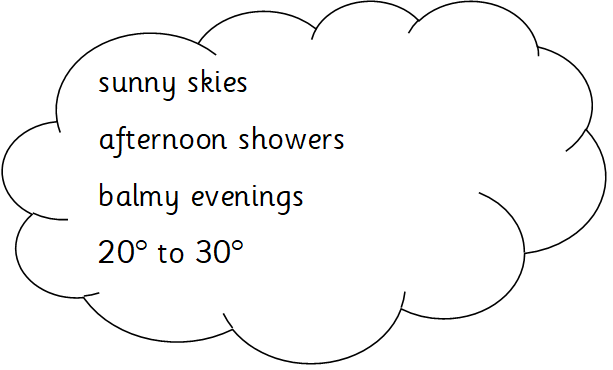 sunny skies
afternoon showers
balmy evenings
20° to 30°